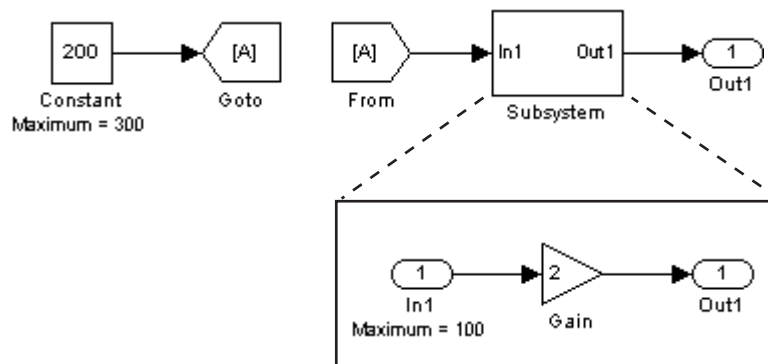 200
[A]
[A]
In1
Out1
1
Constant
Goto
From
Out1
Maximum = 300
Subsystem
1
2
1
In1
Out1
Gain
Maximum = 100